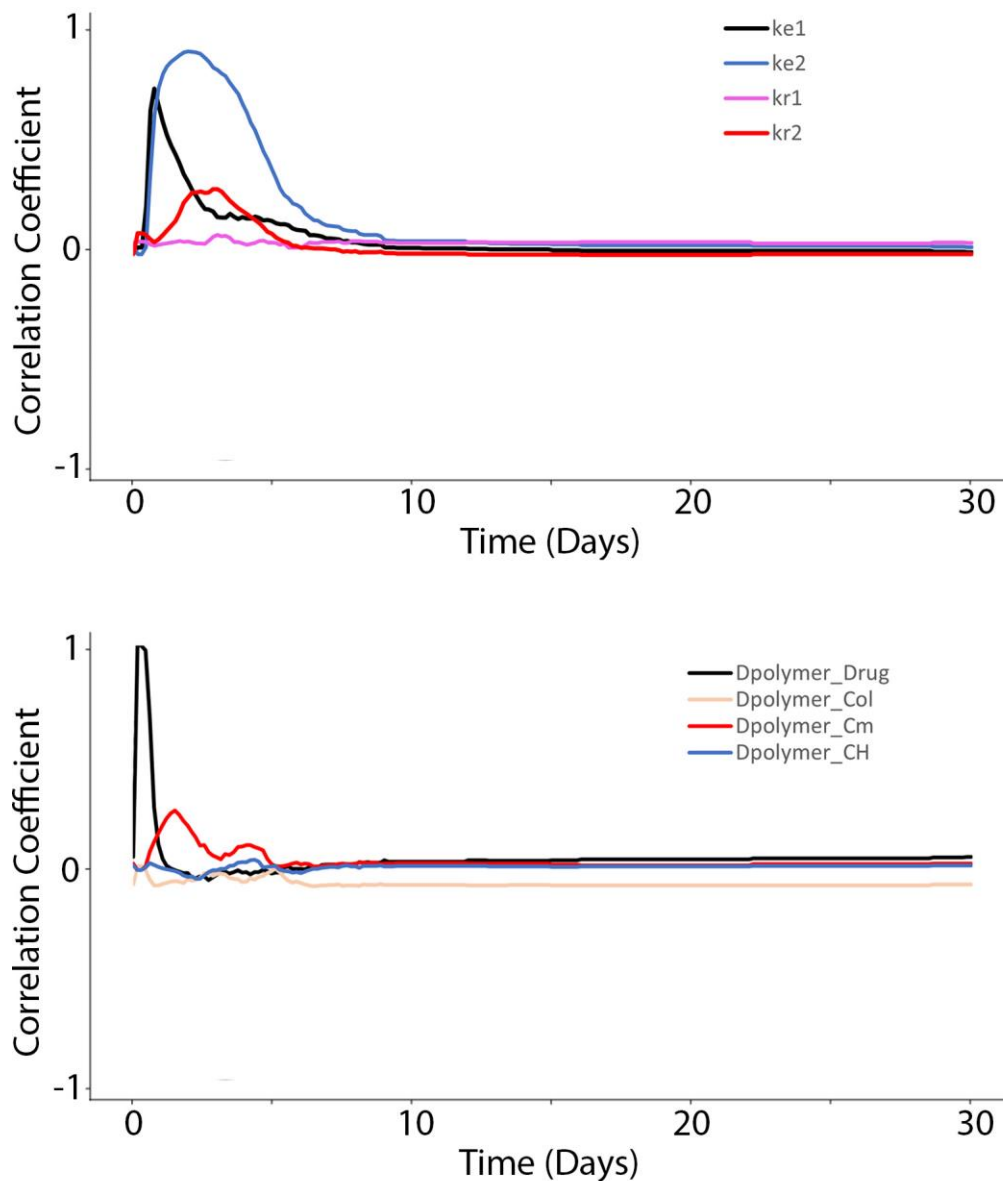 1
ke1
ke2
kr1
kr2
Correlation Coefficient
0
-1
0
10
20
30
Time (Days)
1
Dpolymer_Drug
Dpolymer_Col
Dpolymer_Cm
Dpolymer_CH
Correlation Coefficient
0
-1
0
10
20
30
Time (Days)